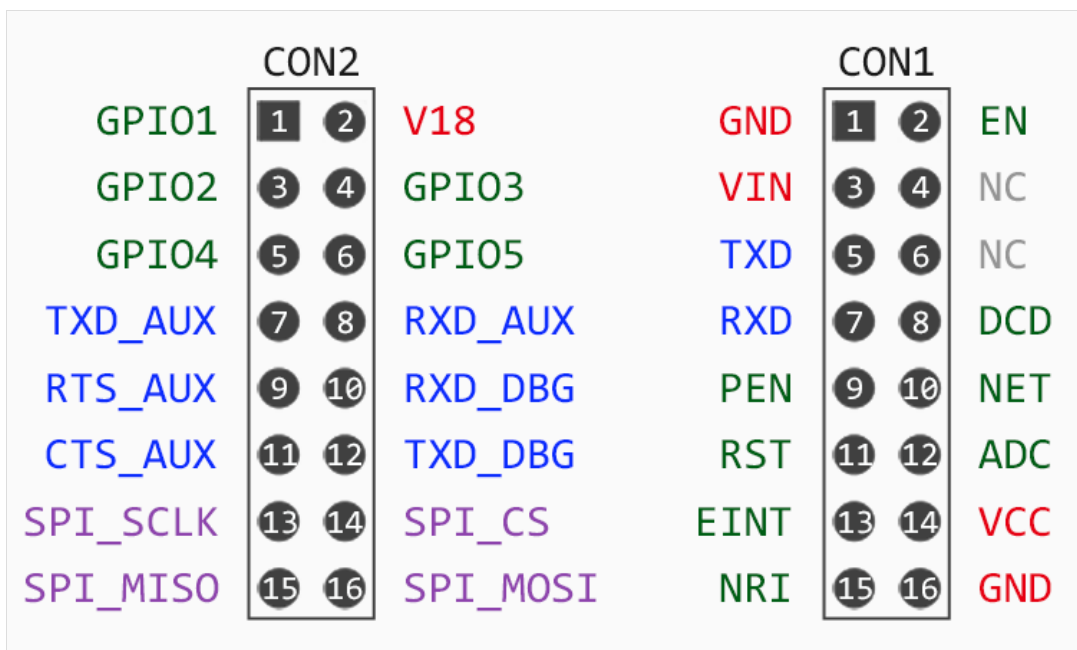 CON2 CON1
GPIO1 1 2 V18 GND 1 2 EN
GPIO2 3 4 GPIO3 VIN 3 4 NC
GPIO4 5 6 GPIO5 TXD 5 6 NC
TXD_AUX 7 8 RXD_AUX RXD 7 8 DCD
RTS_AUX 9 10 RXD_DBG PEN 9 10 NET
CTS_AUX 11 12 TXD_DBG RST 11 12 ADC
SPI_SCLK 13 14 SPI_CS EINT 13 14 VCC
SPI_MISO 15 16 SPI_MOSI NRI 15 16 GND